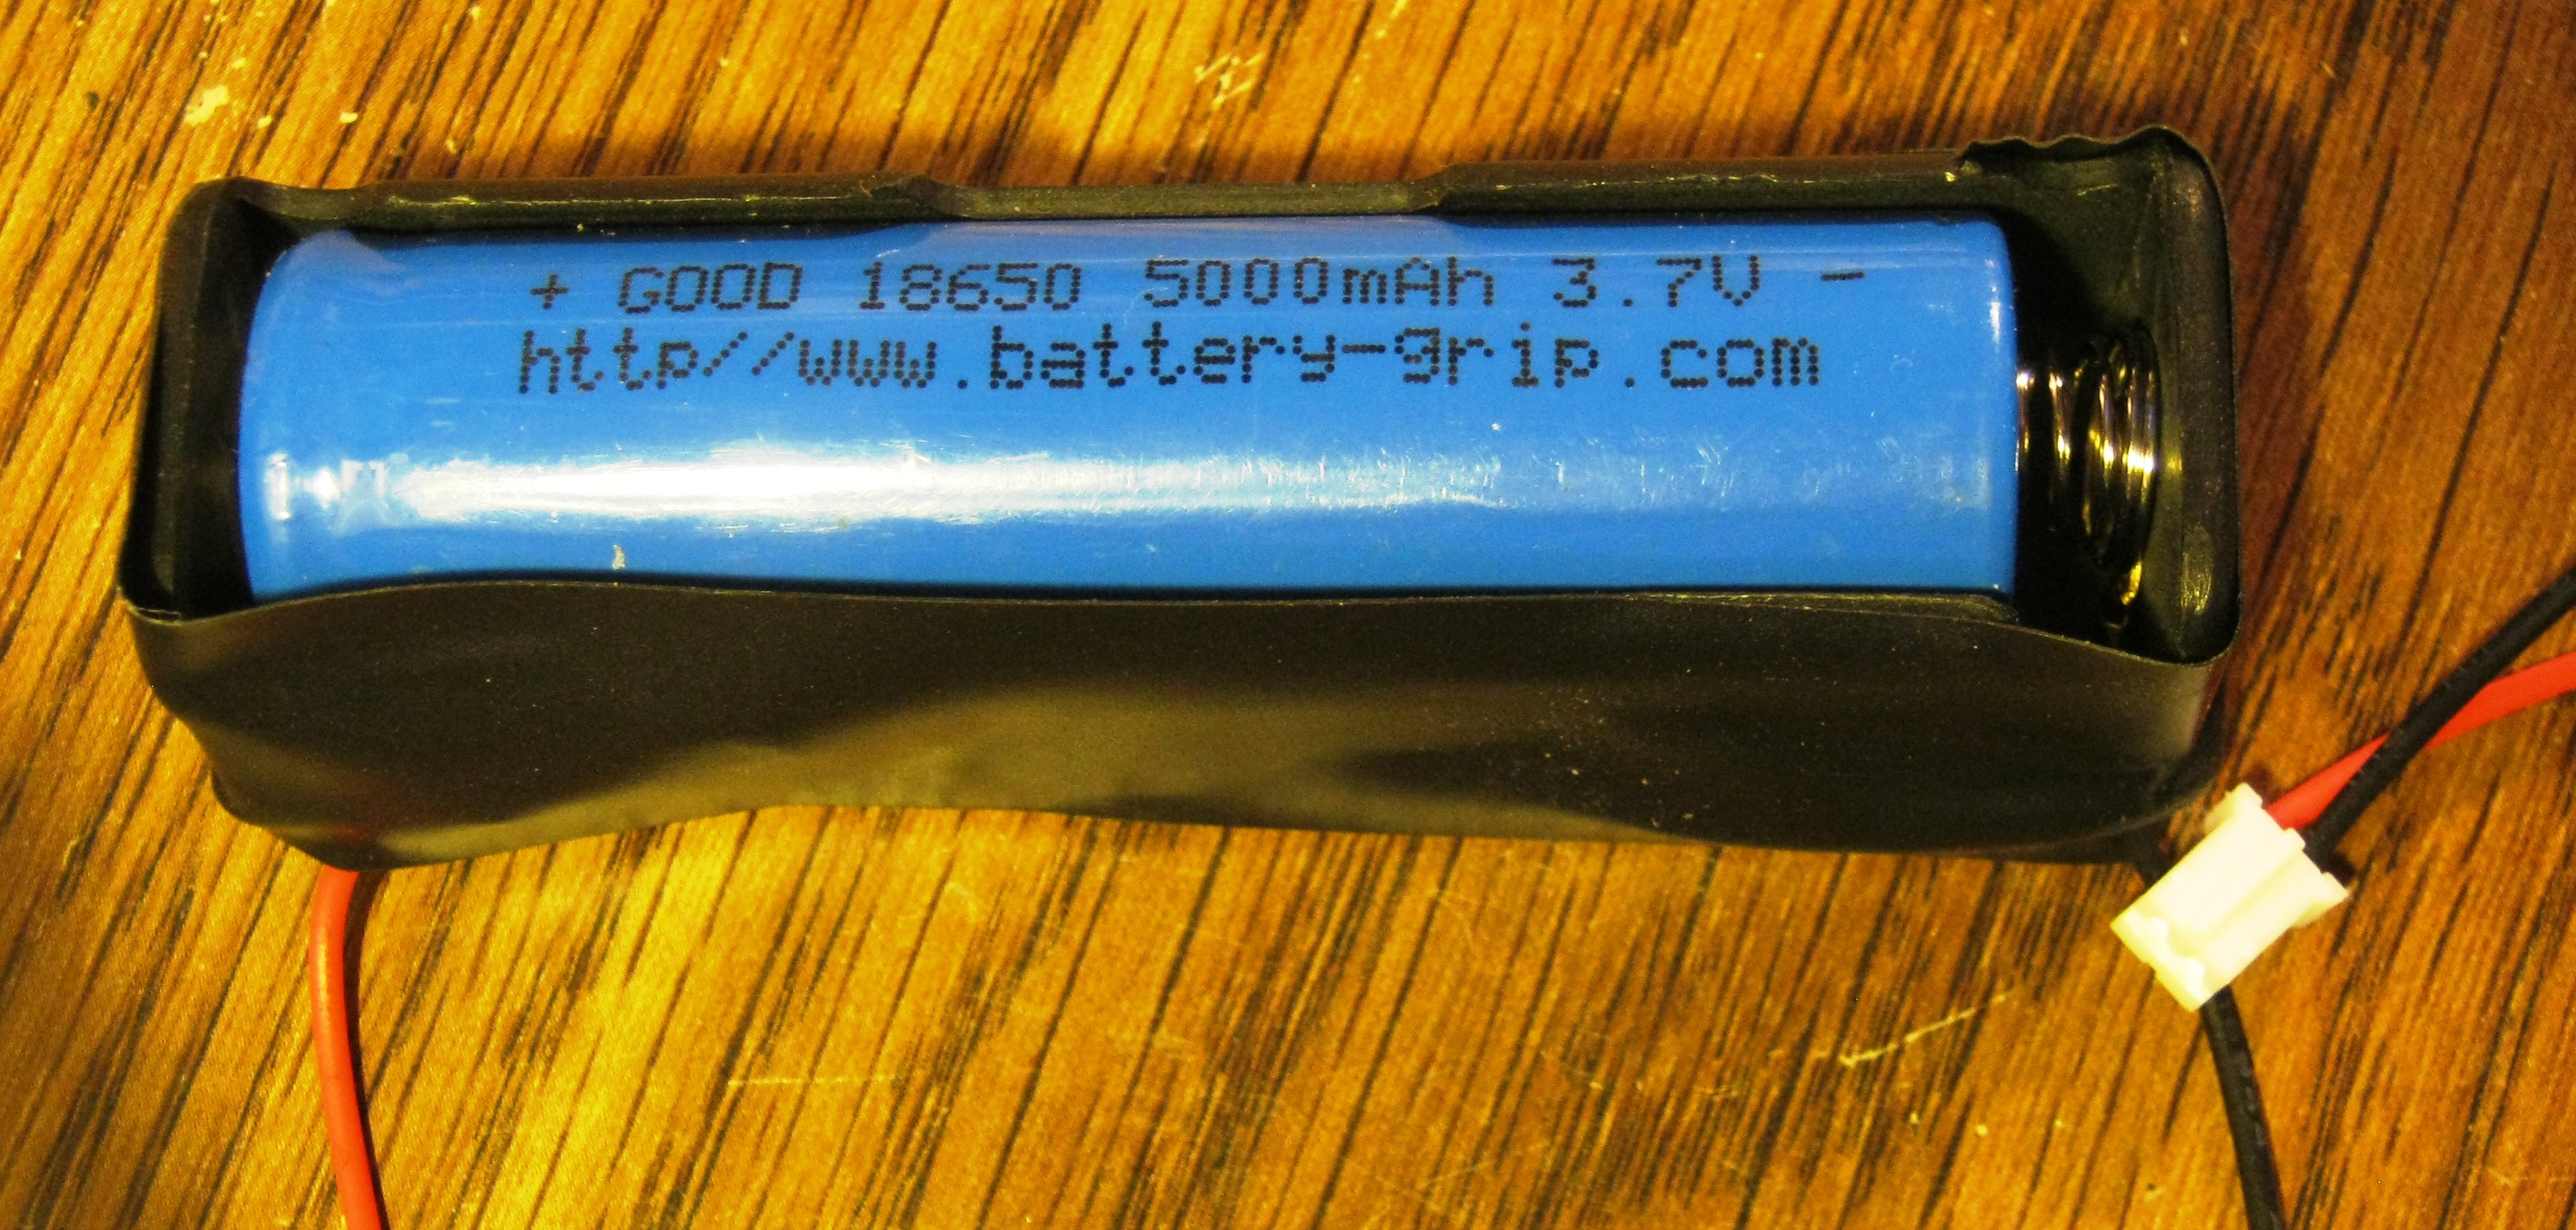 + GOOD 18650 5000mAh 3.7V -
http//www.battery-grip.com